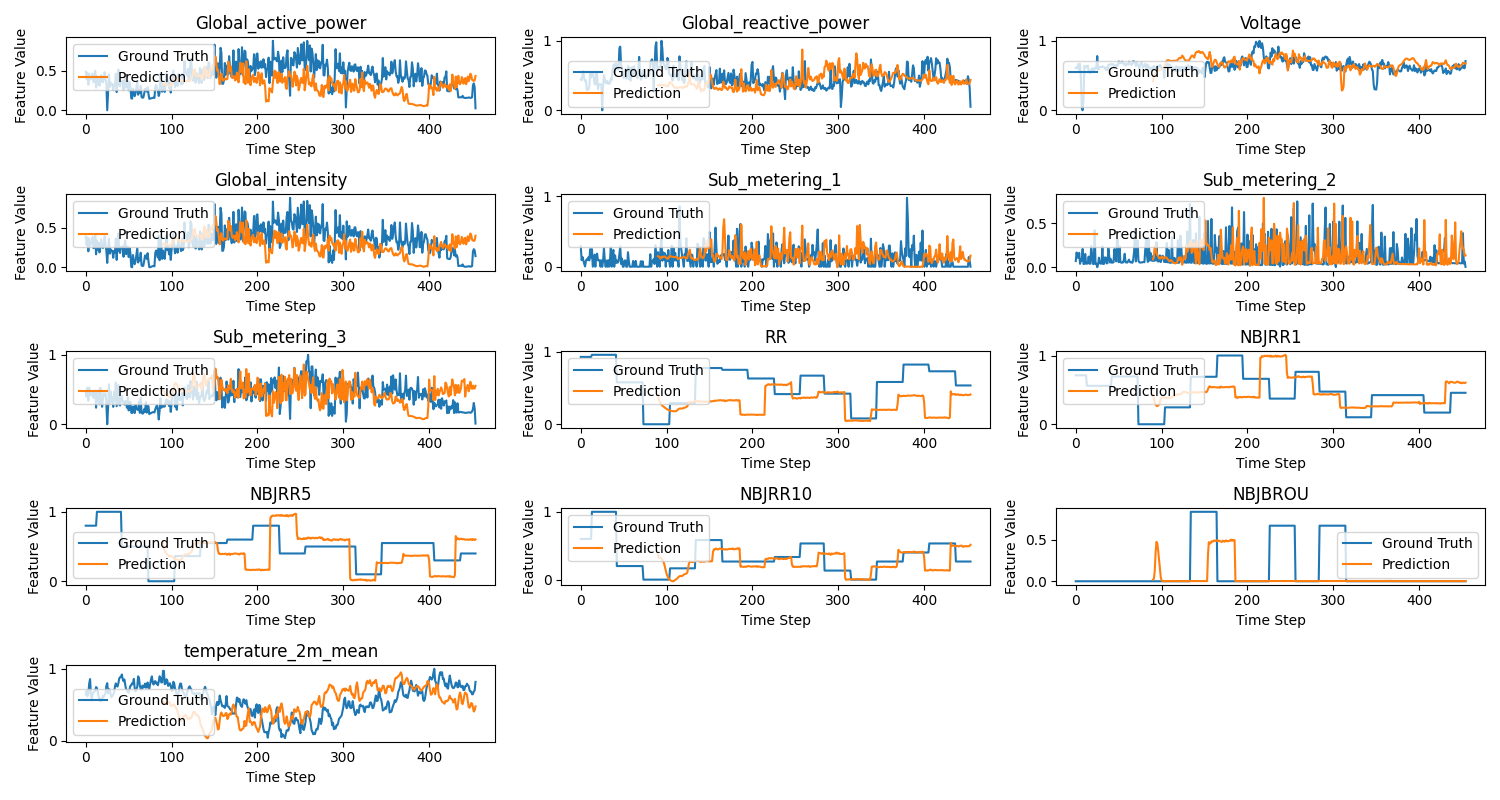 Global_active_power
Feature Value
0.5
0.0
Ground Truth
Prediction
0 100 200 300 400
Time Step
Global_reactive_power
Feature Value
1
0
Ground Truth
Prediction
0 100 200 300 400
Time Step
Voltage
Feature Value
1
0
Ground Truth
Prediction
0 100 200 300 400
Time Step
Global_intensity
Feature Value
0.5
0.0
Ground Truth
Prediction
0 100 200 300 400
Time Step
Sub_metering_1
Feature Value
1
0
Ground Truth
Prediction
0 100 200 300 400
Time Step
Sub_metering_2
Feature Value
0.5
0.0
Ground Truth
Prediction
0 100 200 300 400
Time Step
Sub_metering_3
Feature Value
1
0
Ground Truth
Prediction
0 100 200 300 400
Time Step
RR
Feature Value
1
0
Ground Truth
Prediction
0 100 200 300 400
Time Step
NBJRR1
Feature Value
1
0
Ground Truth
Prediction
0 100 200 300 400
Time Step
NBJRR5
Feature Value
1
0
Ground Truth
Prediction
0 100 200 300 400
Time Step
NBJRR10
Feature Value
1
0
Ground Truth
Prediction
0 100 200 300 400
Time Step
NBJBROU
Feature Value
0.5
0.0
Ground Truth
Prediction
0 100 200 300 400
Time Step
temperature_2m_mean
Feature Value
1
0
Ground Truth
Prediction
0 100 200 300 400
Time Step